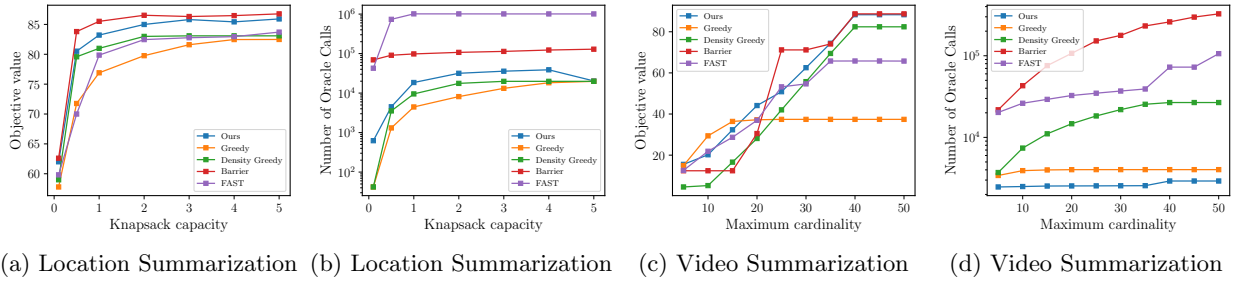 Objective value
85
80
75
70
65
60
0
1
2
3
4
5
Knapsack capacity
Ours
Greedy
Density Greedy
Barrier
FAST
(a) Location Summarization
Number of Oracle Calls
10^6
10^5
10^4
10^3
10^2
0
1
2
3
4
5
Knapsack capacity
Ours
Greedy
Density Greedy
Barrier
FAST
(b) Location Summarization
Objective value
80
60
40
20
10
20
30
40
50
Maximum cardinality
Ours
Greedy
Density Greedy
Barrier
FAST
(c) Video Summarization
Number of Oracle Calls
10^5
10^4
10
20
30
40
50
Maximum cardinality
Ours
Greedy
Density Greedy
Barrier
FAST
(d) Video Summarization